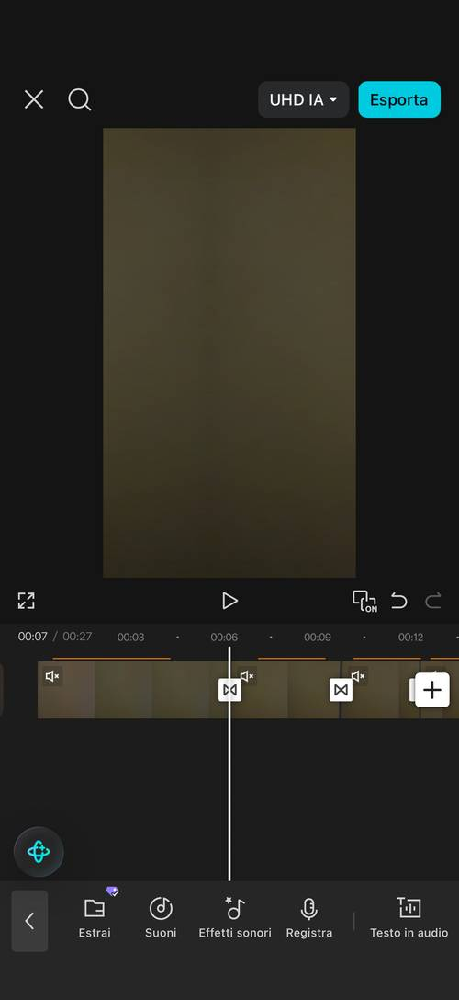 UHD IA
Esporta
ON
00:07 / 00:27
00:03
00:06
00:09
00:12
Estrai
Suoni
Effetti sonori
Registra
Testo in audio